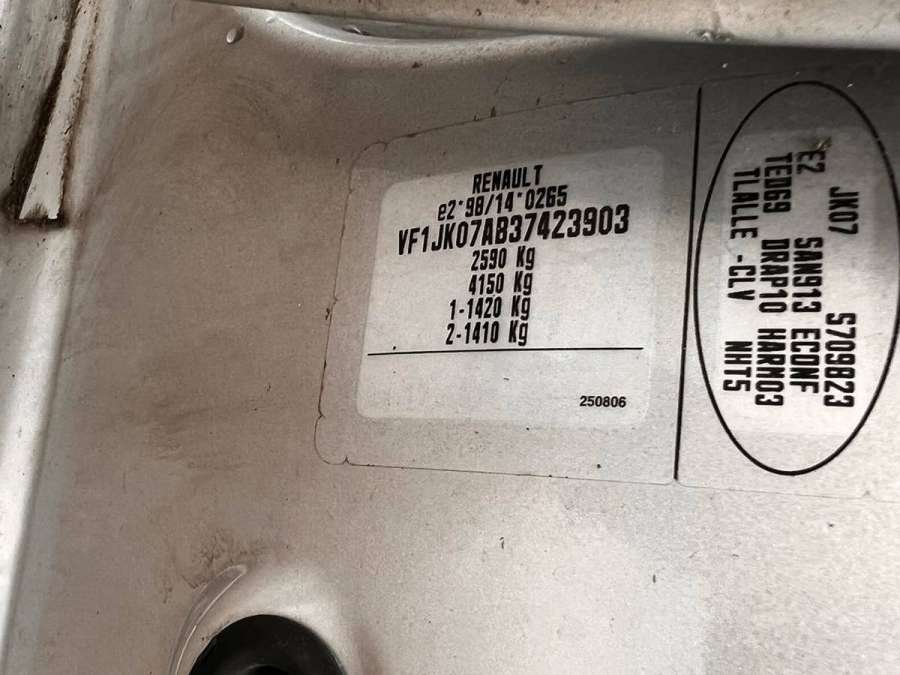 RENAULT
e2*98/14*0265
VF1JK07AB37423903
2590 Kg
4150 Kg
1-1420 Kg
2-1410 Kg
250806
JK07 S709B23
E2 SAN913 ECONF
TED69 DRAP10 HARM03
TLALLE -CLV NHT5